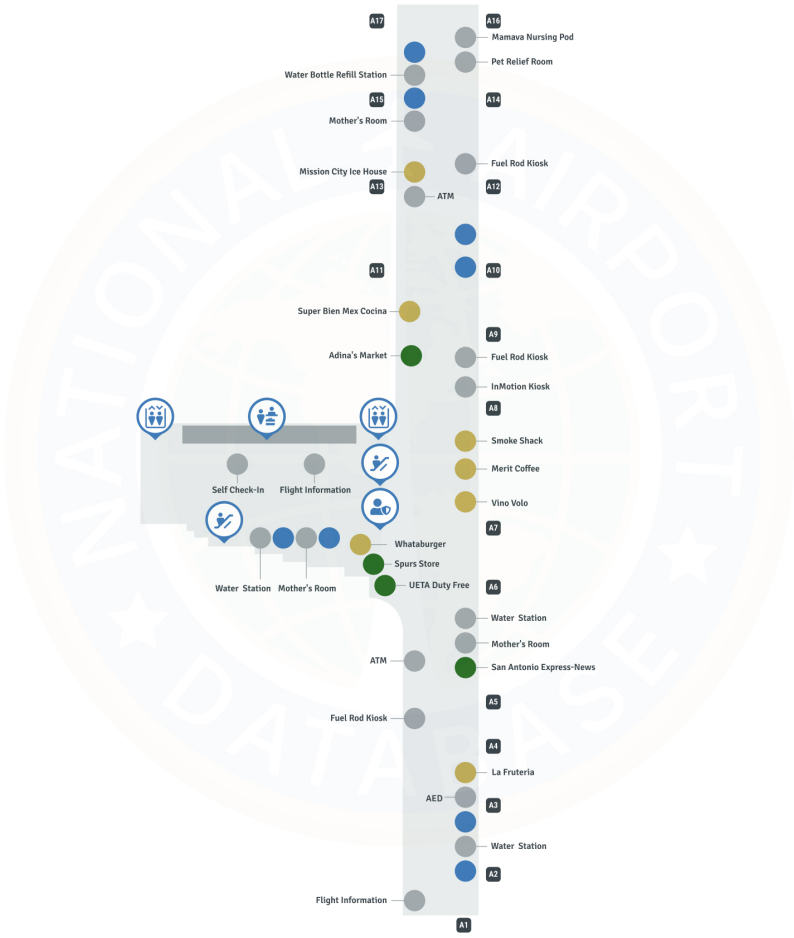 A17
A16
Mamava Nursing Pod
Pet Relief Room
Water Bottle Refill Station
A15
A14
Mother's Room
Fuel Rod Kiosk
Mission City Ice House
A13
A12
ATM
A11
A10
Super Bien Mex Cocina
A9
Adina's Market
Fuel Rod Kiosk
InMotion Kiosk
A8
Smoke Shack
Merit Coffee
Self Check-In
Flight Information
Vino Volo
A7
Whataburger
Spurs Store
Water Station
Mother's Room
UETA Duty Free
A6
Water Station
Mother's Room
ATM
San Antonio Express-News
A5
Fuel Rod Kiosk
A4
La Fruteria
AED
A3
Water Station
A2
Flight Information
A1
NATIONAL AIRPORT
DATABASE